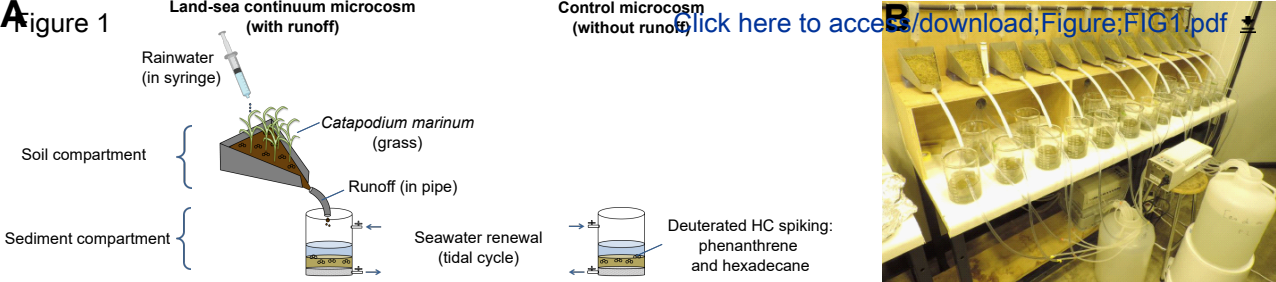 A
Figure 1
Land-sea continuum microcosm
(with runoff)
Control microcosm
(without runoff)
Click here to access/download;Figure;FIG1.pdf
B
Rainwater
(in syringe)
Catapodium marinum
(grass)
Soil compartment
Runoff (in pipe)
Sediment compartment
Seawater renewal
(tidal cycle)
Deuterated HC spiking:
phenanthrene
and hexadecane